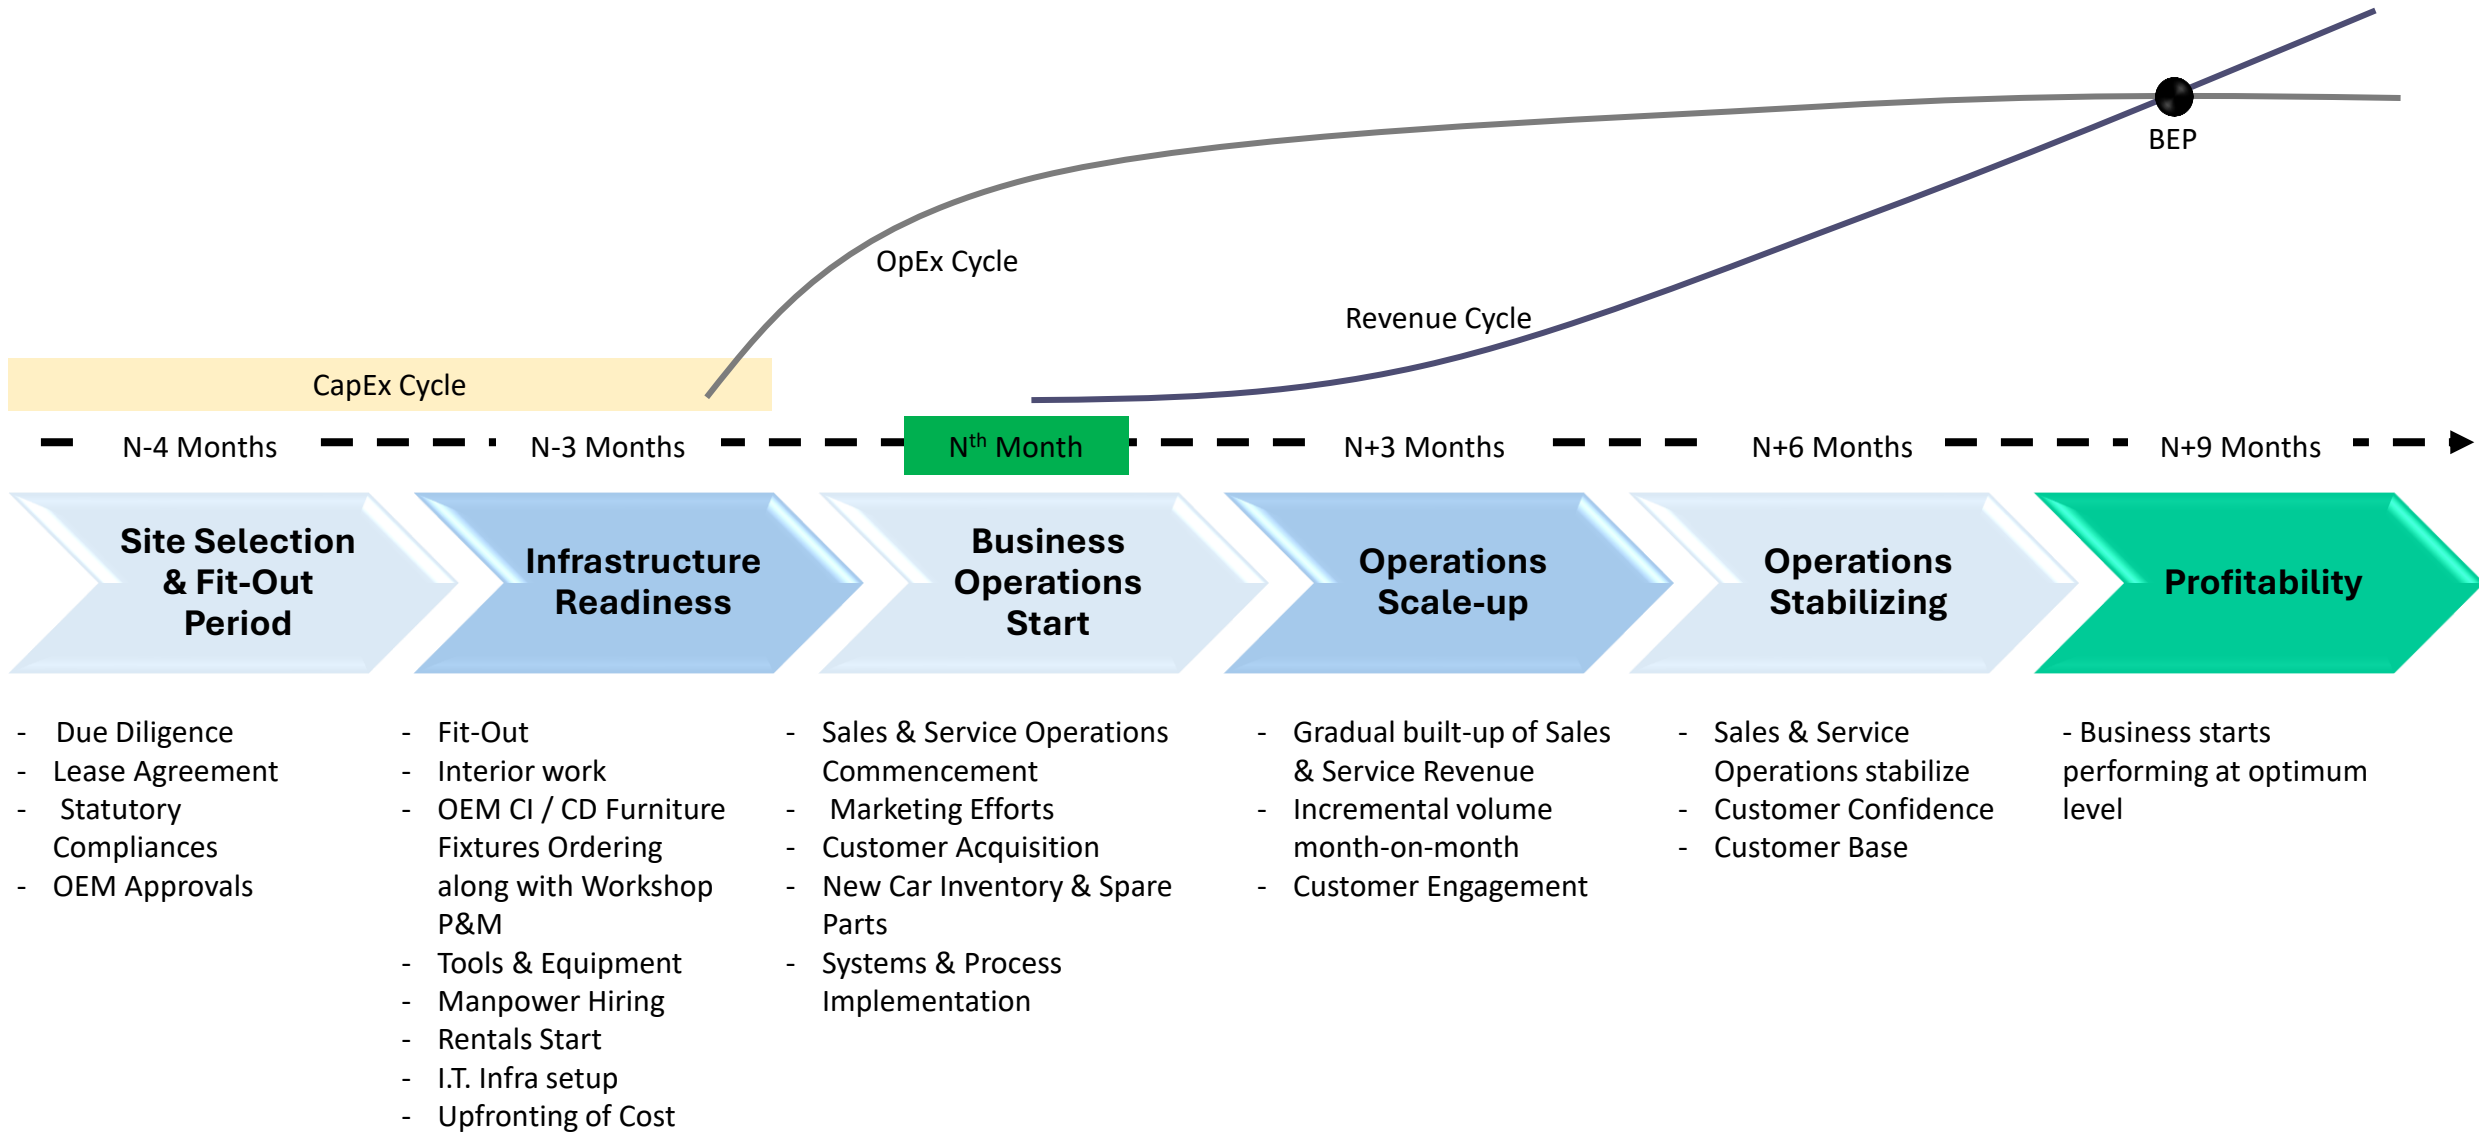 BEP
OpEx Cycle
Revenue Cycle
CapEx Cycle
N-4 Months
N-3 Months
Nth Month
N+3 Months
N+6 Months
N+9 Months
Site Selection
& Fit-Out
Period
Infrastructure
Readiness
Business
Operations
Start
Operations
Scale-up
Operations
Stabilizing
Profitability
- Due Diligence
- Lease Agreement
- Statutory
Compliances
- OEM Approvals
- Fit-Out
- Interior work
- OEM CI / CD Furniture
Fixtures Ordering
along with Workshop
P&M
- Tools & Equipment
- Manpower Hiring
- Rentals Start
- I.T. Infra setup
- Upfronting of Cost
- Sales & Service Operations
Commencement
- Marketing Efforts
- Customer Acquisition
- New Car Inventory & Spare
Parts
- Systems & Process
Implementation
- Gradual built-up of Sales
& Service Revenue
- Incremental volume
month-on-month
- Customer Engagement
- Sales & Service
Operations stabilize
- Customer Confidence
- Customer Base
- Business starts
performing at optimum
level